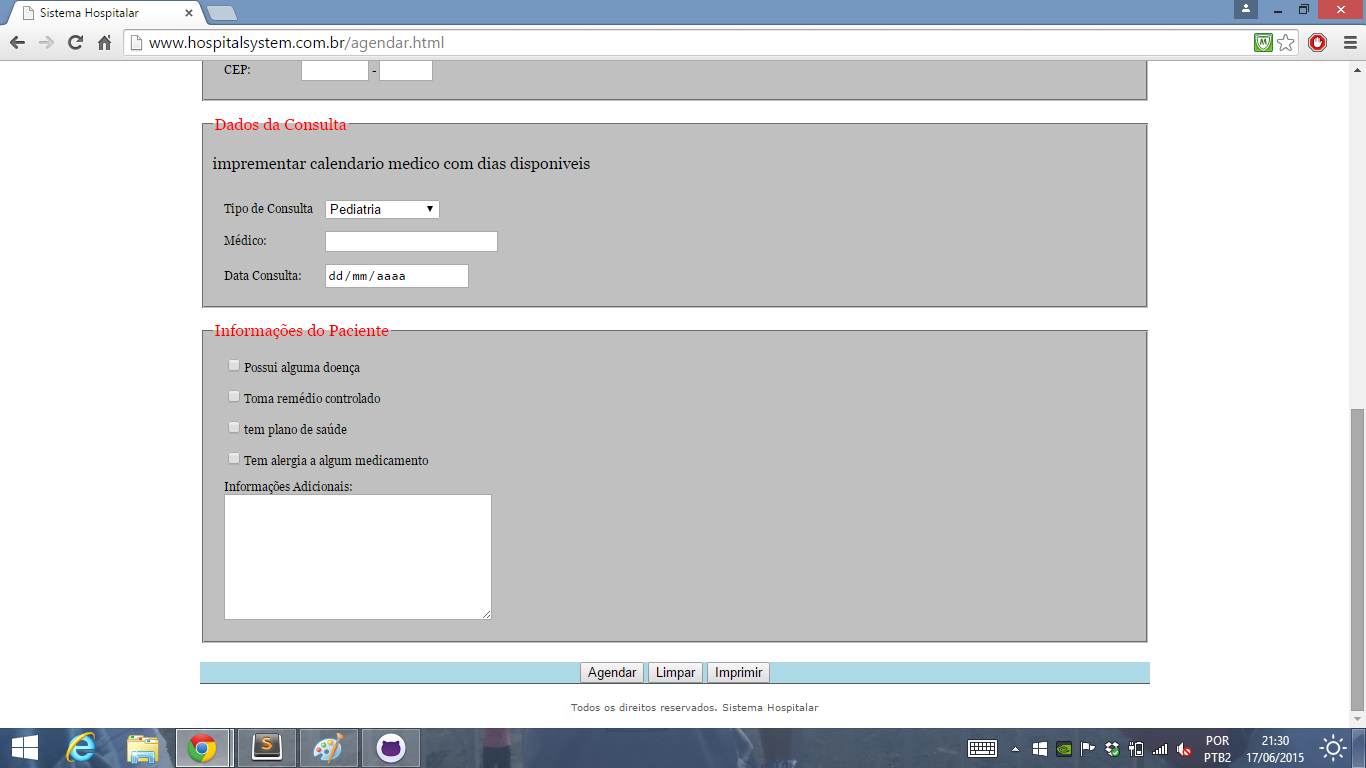 Sistema Hospitalar
www.hospitalsystem.com.br/agendar.html
CEP: -
Dados da Consulta
imprementar calendario medico com dias disponiveis
Tipo de Consulta Pediatria
Médico:
Data Consulta: dd/mm/aaaa
Informações do Paciente
Possui alguma doença
Toma remédio controlado
tem plano de saúde
Tem alergia a algum medicamento
Informações Adicionais:
Agendar Limpar Imprimir
Todos os direitos reservados. Sistema Hospitalar
POR 21:30
PTB2 17/06/2015